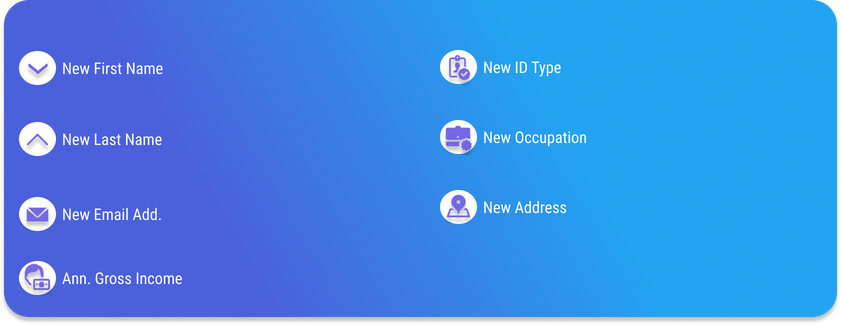 New First Name
New Last Name
New Email Add.
Ann. Gross Income
New ID Type
New Occupation
New Address